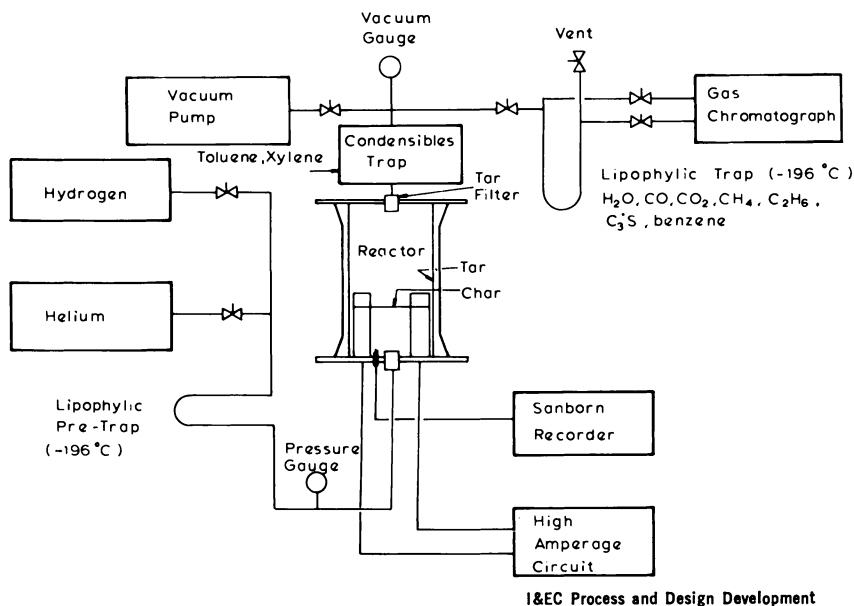 Vacuum
Gauge
Vent
Vacuum
Pump
Gas
Chromatograph
Condensibles
Trap
Toluene,Xylene
Tar
Filter
Lipophylic Trap (-196 °C)
H₂O, CO, CO₂, CH₄, C₂H₆,
C₃°S, benzene
Hydrogen
Reactor
Tar
Char
Helium
Lipophylic
Pre-Trap
(-196 °C)
Sanborn
Recorder
Pressure
Gauge
High
Amperage
Circuit
I&EC Process and Design Development